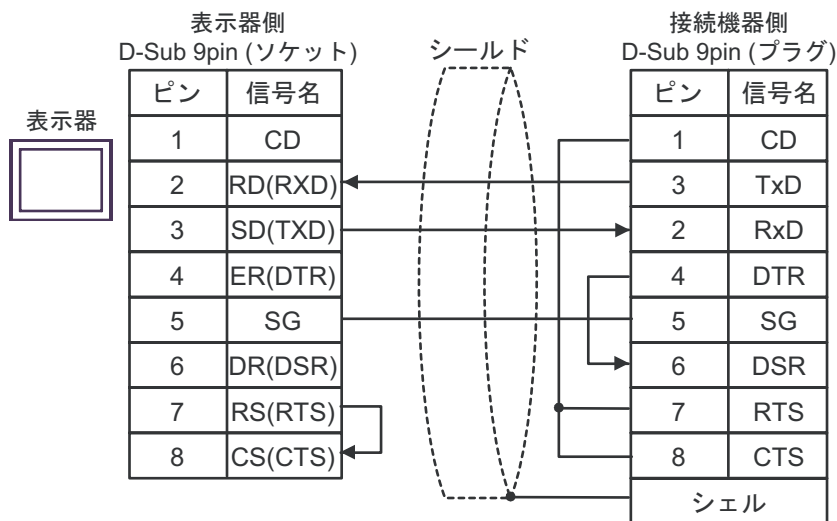 表示器側
D-Sub 9pin (ソケット)
シールド
接続機器側
D-Sub 9pin (プラグ)
表示器
ピン 信号名
1 CD
2 RD(RXD)
3 SD(TXD)
4 ER(DTR)
5 SG
6 DR(DSR)
7 RS(RTS)
8 CS(CTS)
ピン 信号名
1 CD
3 TxD
2 RxD
4 DTR
5 SG
6 DSR
7 RTS
8 CTS
シェル